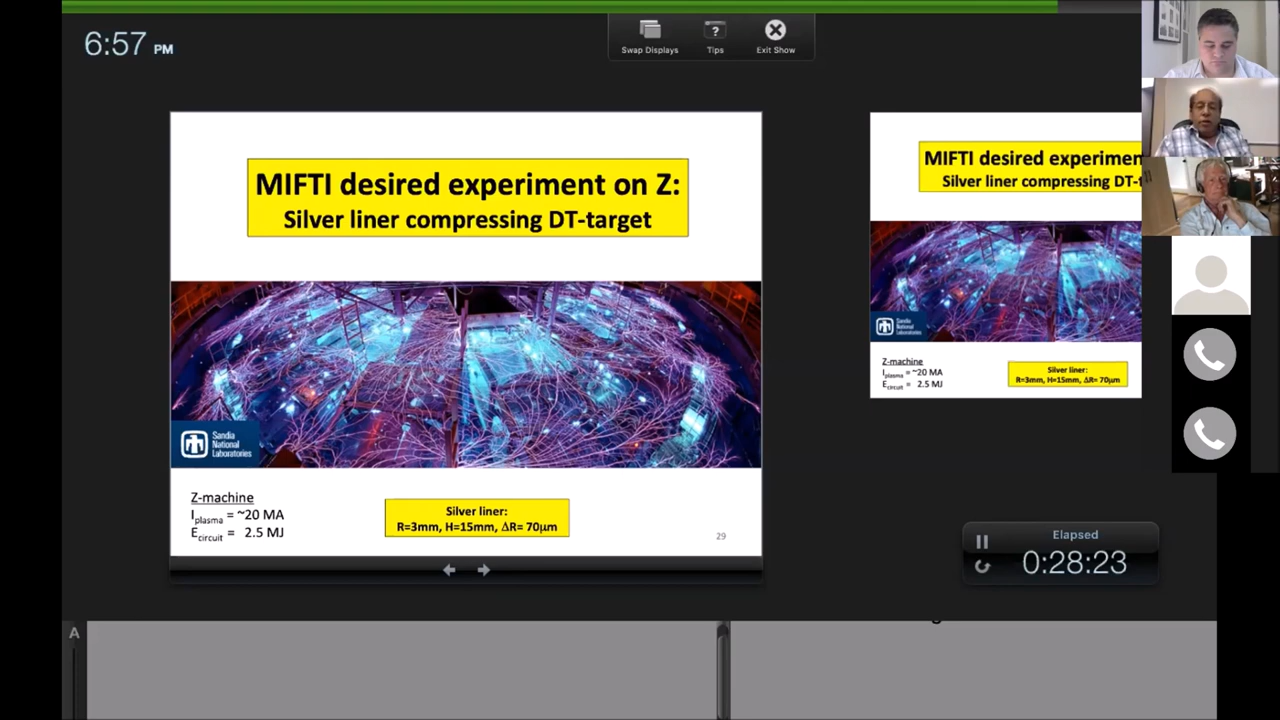 6:57 PM
Swap Displays
Tips
Exit Show
MIFTI desired experiment on Z:
Silver liner compressing DT-target
Sandia
National
Laboratories
Z-machine
Iplasma = ~20 MA
Ecircuit = 2.5 MJ
Silver liner:
R=3mm, H=15mm, ΔR= 70μm
29
MIFTI desired experimen
Silver liner compressing DT-t
Sandia
National
Laboratories
Z-machine
Iplasma = ~20 MA
Ecircuit = 2.5 MJ
Silver liner:
R=3mm, H=15mm, ΔR= 70μm
Elapsed
0:28:23
A